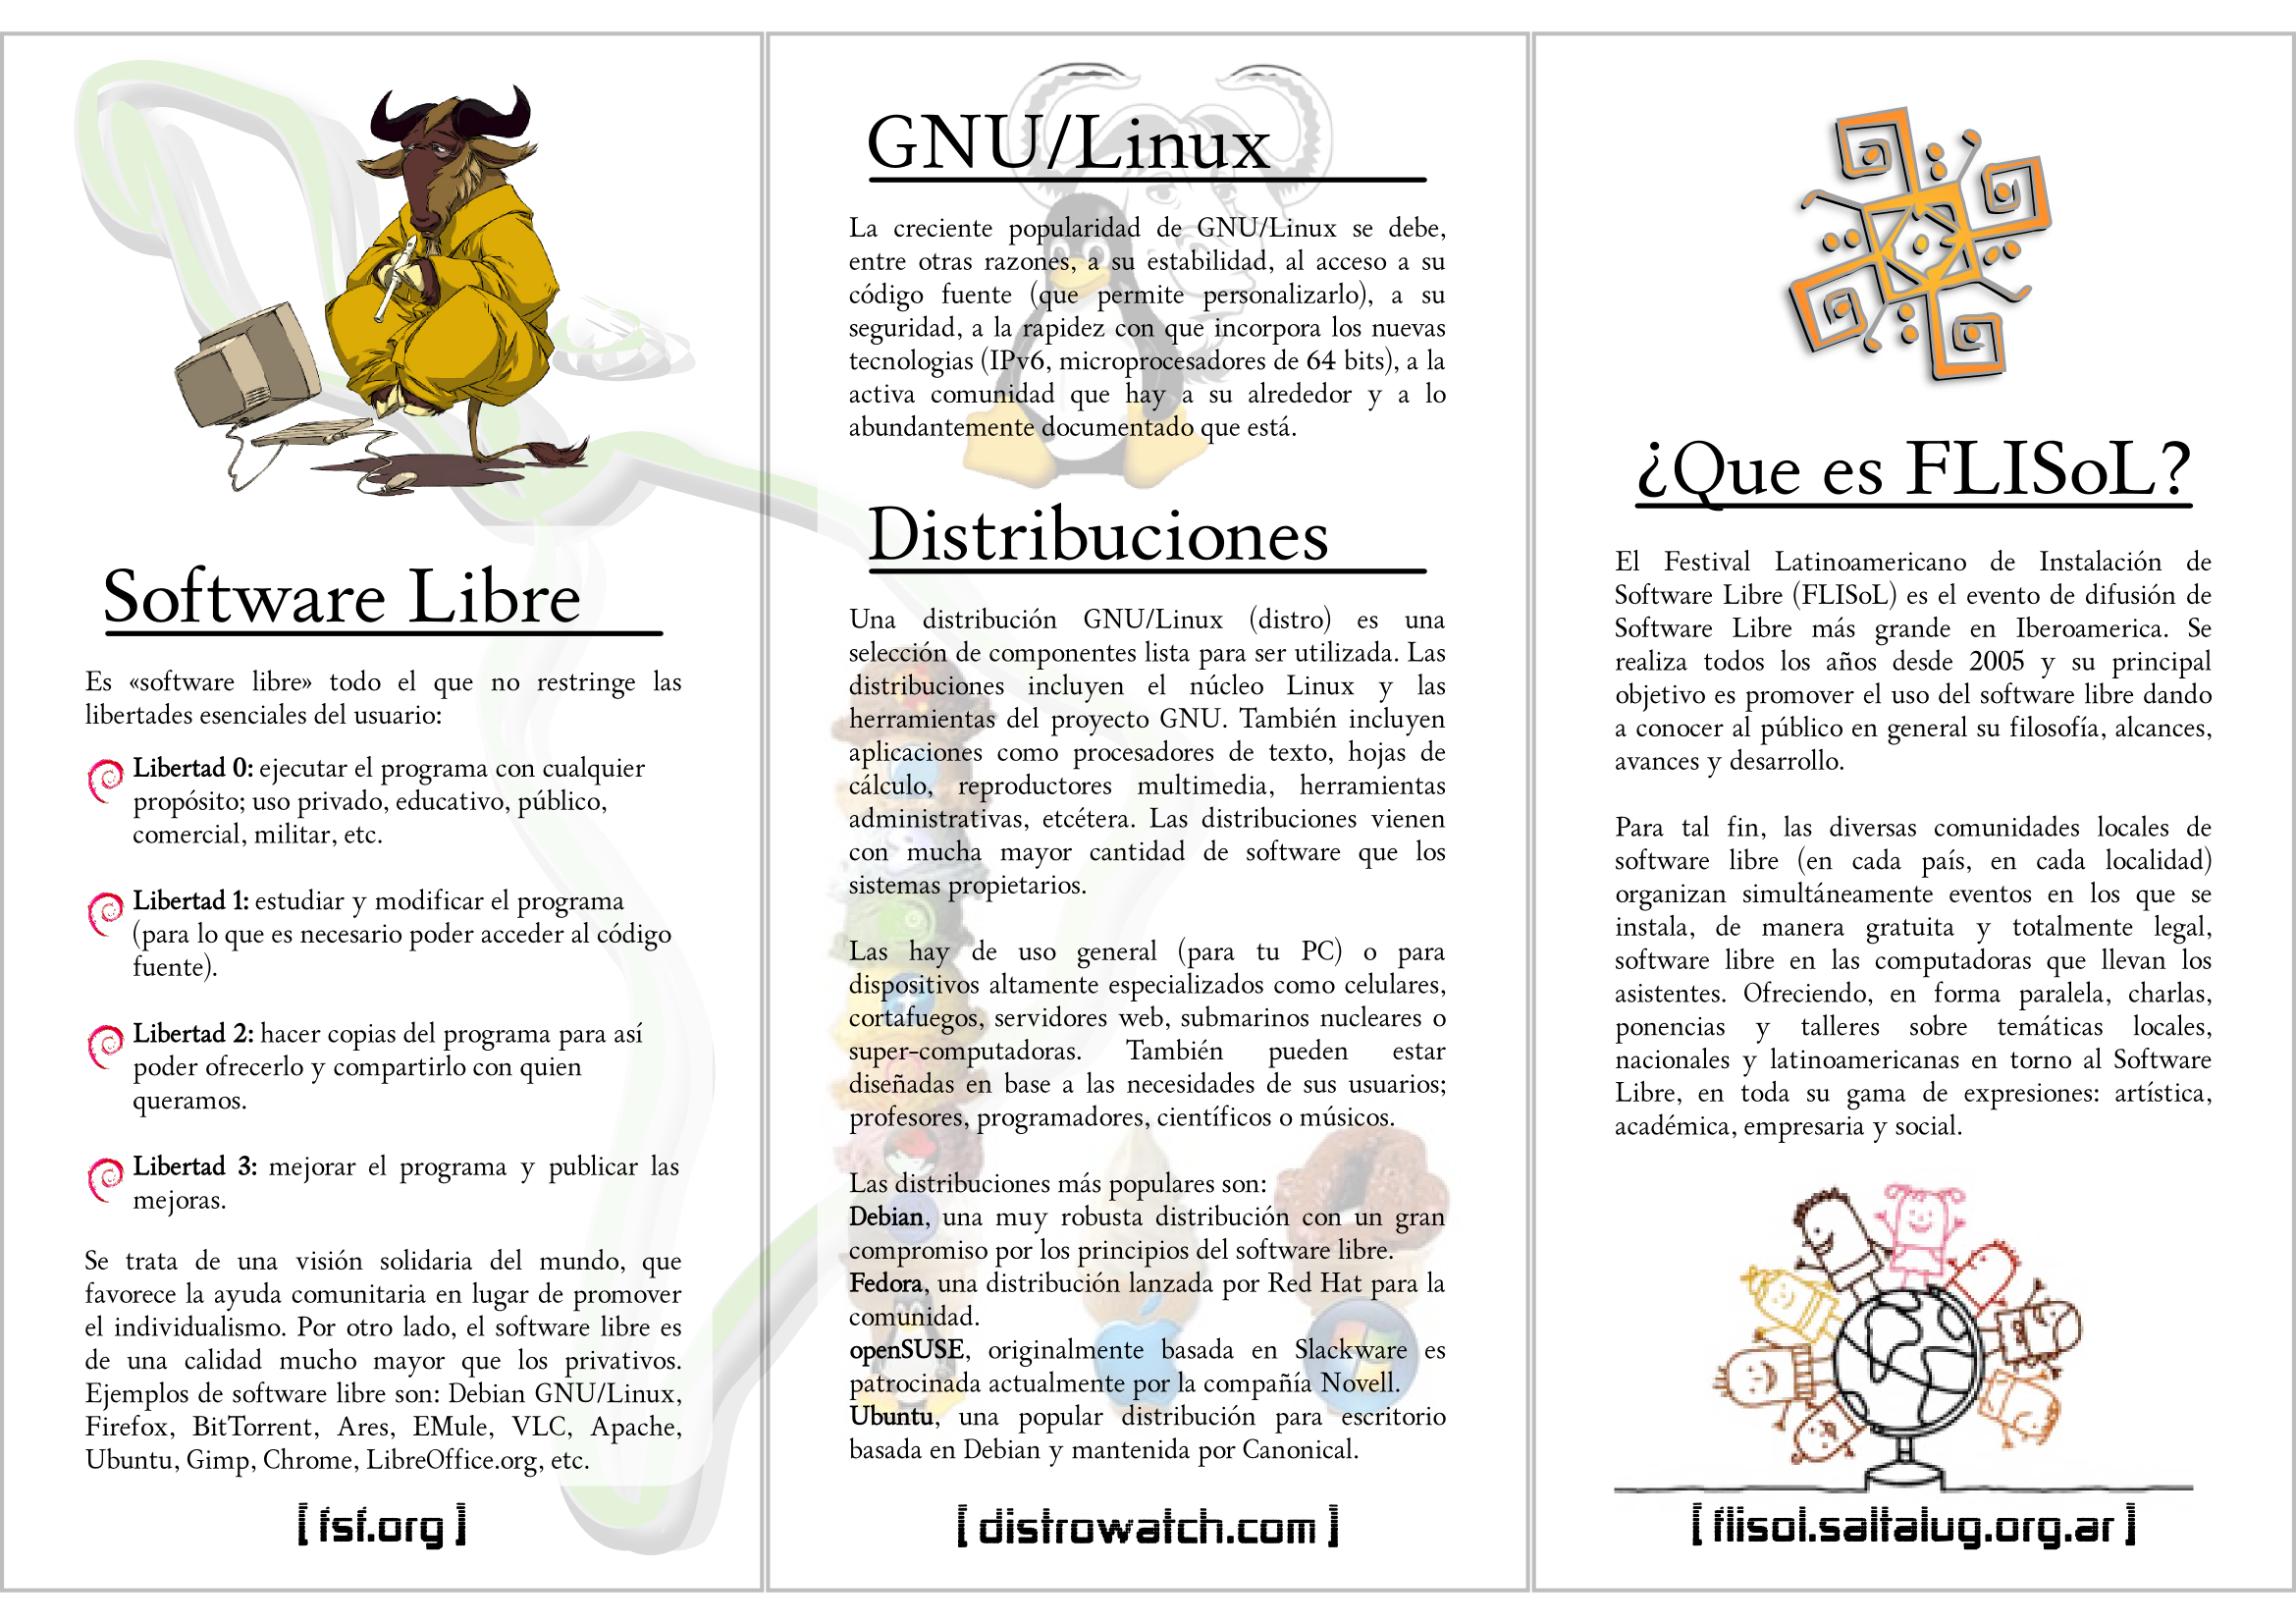 Software Libre
Es «software libre» todo el que no restringe las
libertades esenciales del usuario:
Libertad 0: ejecutar el programa con cualquier
propósito; uso privado, educativo, público,
comercial, militar, etc.
Libertad 1: estudiar y modificar el programa
(para lo que es necesario poder acceder al código
fuente).
Libertad 2: hacer copias del programa para así
poder ofrecerlo y compartirlo con quien
queramos.
Libertad 3: mejorar el programa y publicar las
mejoras.
Se trata de una visión solidaria del mundo, que
favorece la ayuda comunitaria en lugar de promover
el individualismo. Por otro lado, el software libre es
de una calidad mucho mayor que los privativos.
Ejemplos de software libre son: Debian GNU/Linux,
Firefox, BitTorrent, Ares, EMule, VLC, Apache,
Ubuntu, Gimp, Chrome, LibreOffice.org, etc.
[ fsf.org ]
GNU/Linux
La creciente popularidad de GNU/Linux se debe,
entre otras razones, a su estabilidad, al acceso a su
código fuente (que permite personalizarlo), a su
seguridad, a la rapidez con que incorpora los nuevas
tecnologias (IPv6, microprocesadores de 64 bits), a la
activa comunidad que hay a su alrededor y a lo
abundantemente documentado que está.
Distribuciones
Una distribución GNU/Linux (distro) es una
selección de componentes lista para ser utilizada. Las
distribuciones incluyen el núcleo Linux y las
herramientas del proyecto GNU. También incluyen
aplicaciones como procesadores de texto, hojas de
cálculo, reproductores multimedia, herramientas
administrativas, etcétera. Las distribuciones vienen
con mucha mayor cantidad de software que los
sistemas propietarios.
Las hay de uso general (para tu PC) o para
dispositivos altamente especializados como celulares,
cortafuegos, servidores web, submarinos nucleares o
super-computadoras. También pueden estar
diseñadas en base a las necesidades de sus usuarios;
profesores, programadores, científicos o músicos.
Las distribuciones más populares son:
Debian, una muy robusta distribución con un gran
compromiso por los principios del software libre.
Fedora, una distribución lanzada por Red Hat para la
comunidad.
openSUSE, originalmente basada en Slackware es
patrocinada actualmente por la compañía Novell.
Ubuntu, una popular distribución para escritorio
basada en Debian y mantenida por Canonical.
[ distrowatch.com ]
¿Que es FLISoL?
El Festival Latinoamericano de Instalación de
Software Libre (FLISoL) es el evento de difusión de
Software Libre más grande en Iberoamerica. Se
realiza todos los años desde 2005 y su principal
objetivo es promover el uso del software libre dando
a conocer al público en general su filosofía, alcances,
avances y desarrollo.
Para tal fin, las diversas comunidades locales de
software libre (en cada país, en cada localidad)
organizan simultáneamente eventos en los que se
instala, de manera gratuita y totalmente legal,
software libre en las computadoras que llevan los
asistentes. Ofreciendo, en forma paralela, charlas,
ponencias y talleres sobre temáticas locales,
nacionales y latinoamericanas en torno al Software
Libre, en toda su gama de expresiones: artística,
académica, empresaria y social.
[ flisol.saltalug.org.ar ]